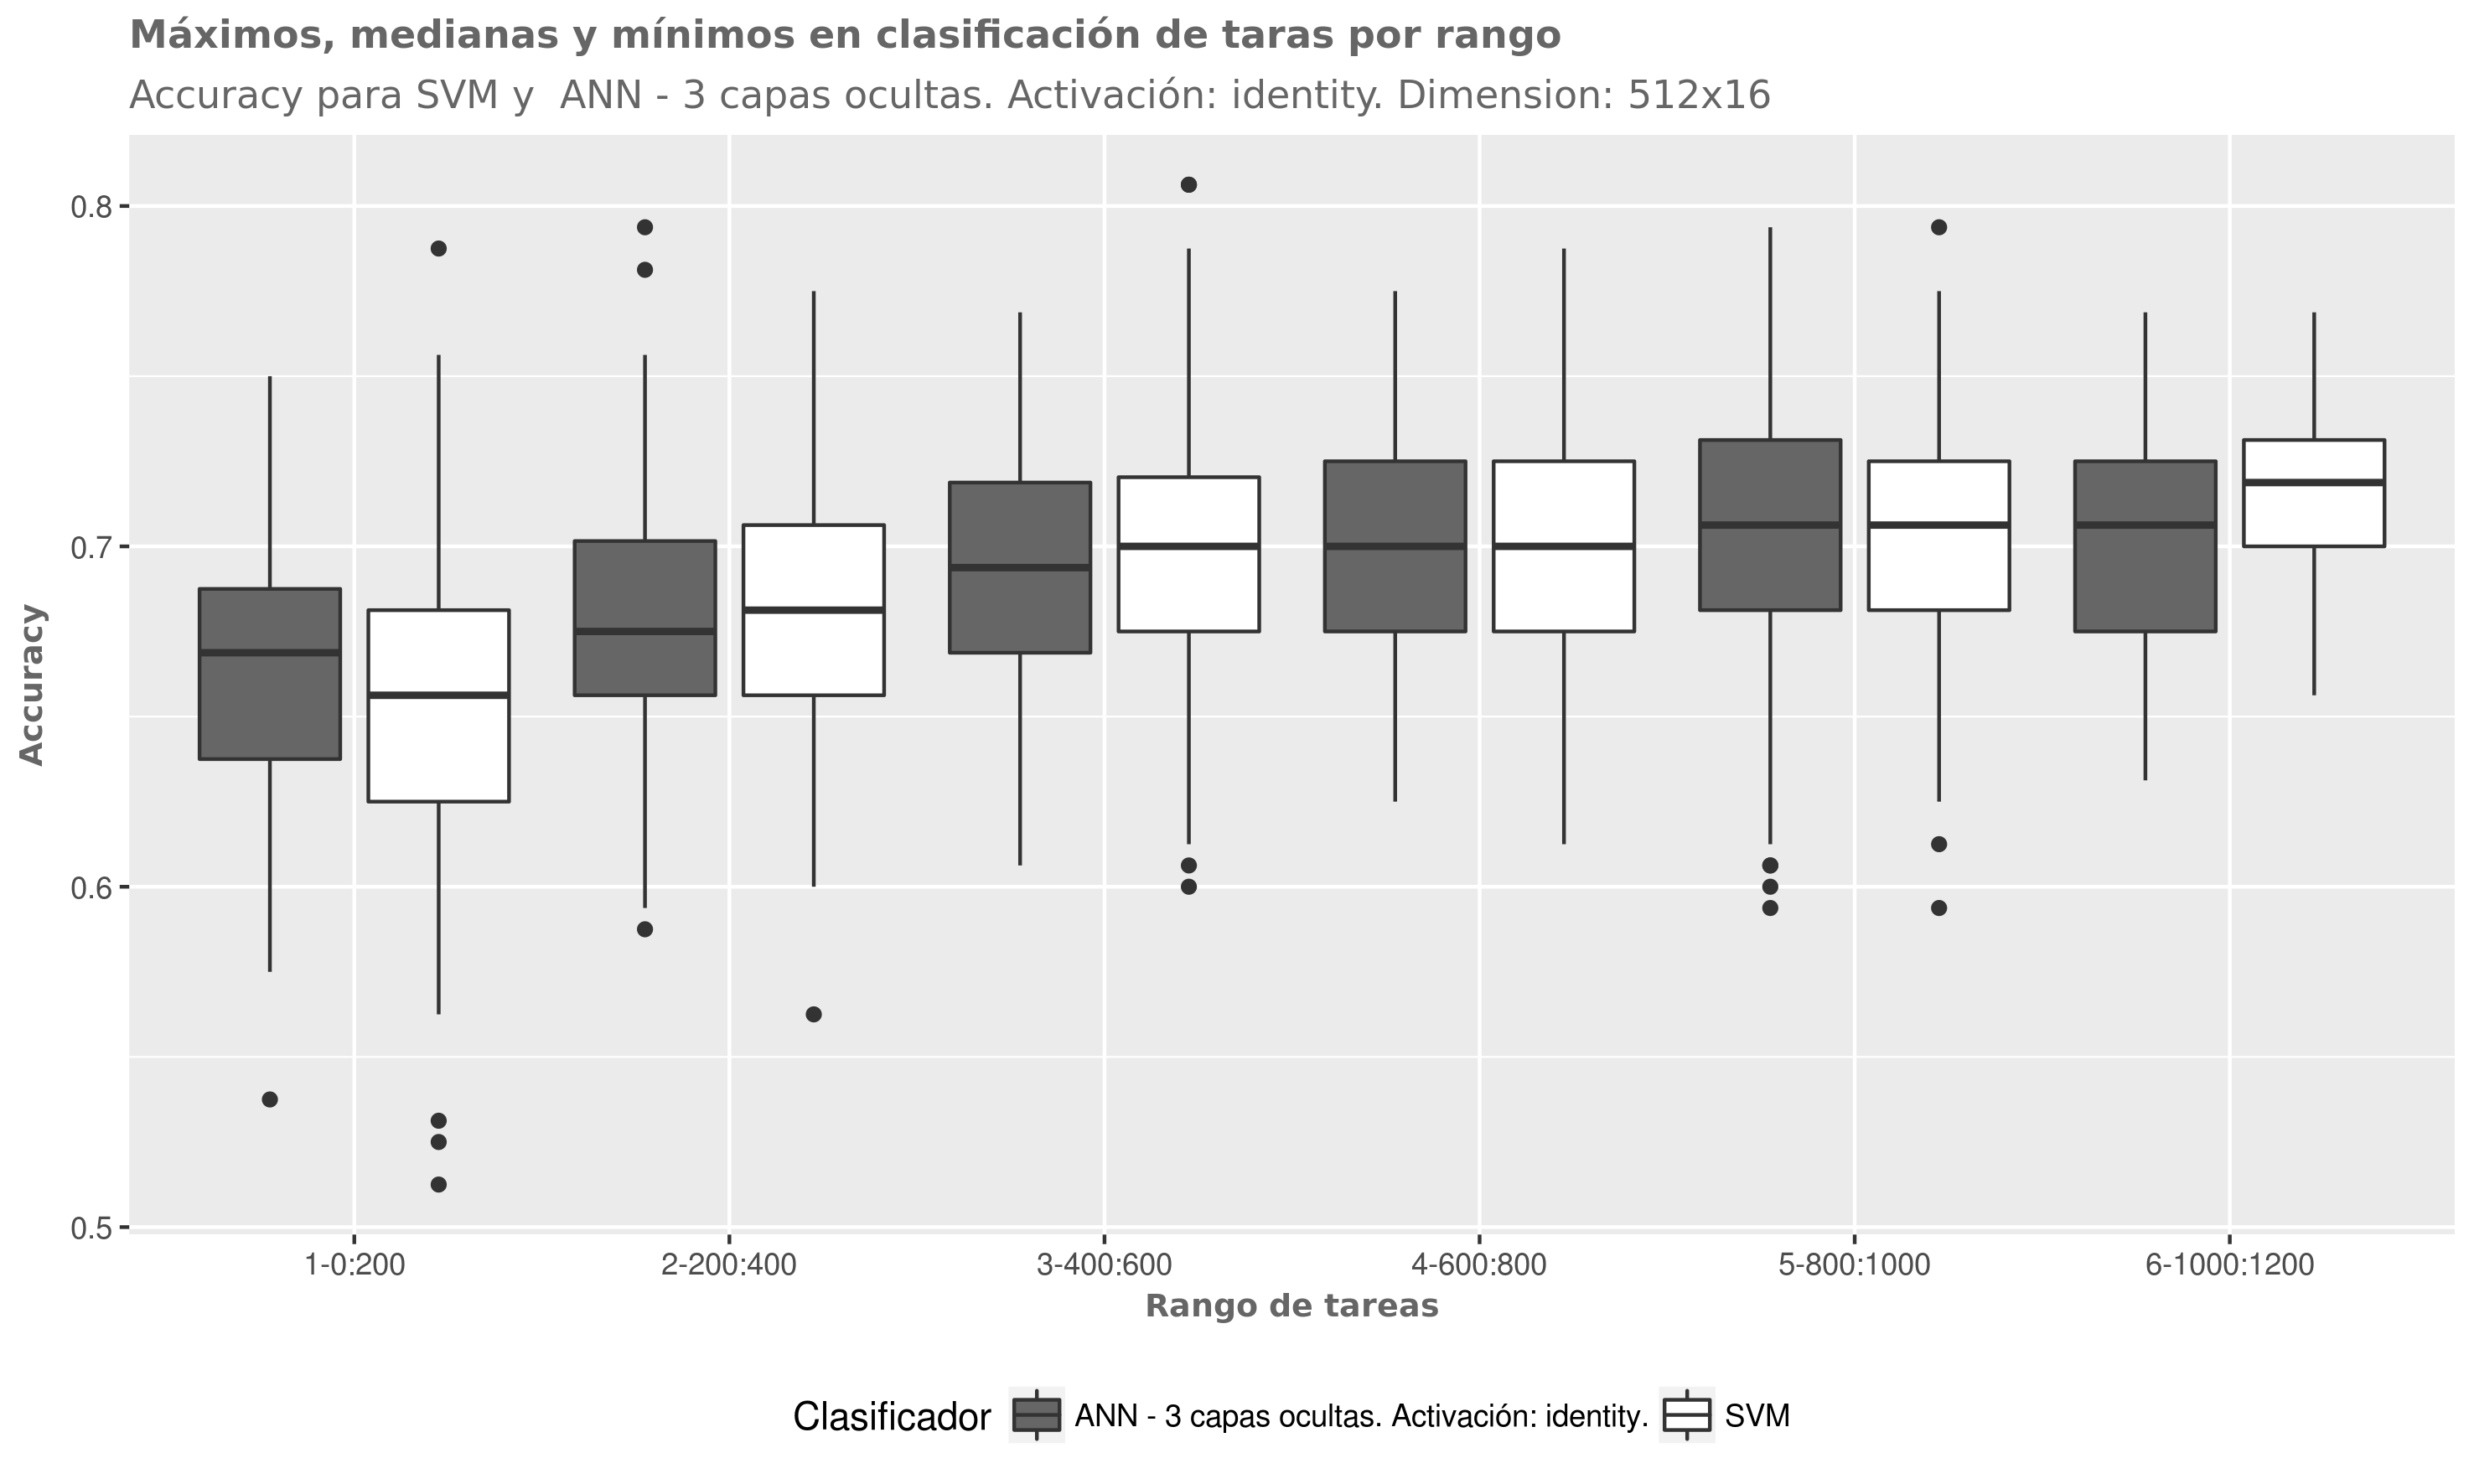 Máximos, medianas y mínimos en clasificación de taras por rango
Accuracy para SVM y  ANN - 3 capas ocultas. Activación: identity. Dimension: 512x16
0.8
0.7
0.6
0.5
Accuracy
1-0:200
2-200:400
3-400:600
4-600:800
5-800:1000
6-1000:1200
Rango de tareas
Clasificador
ANN - 3 capas ocultas. Activación: identity.
SVM